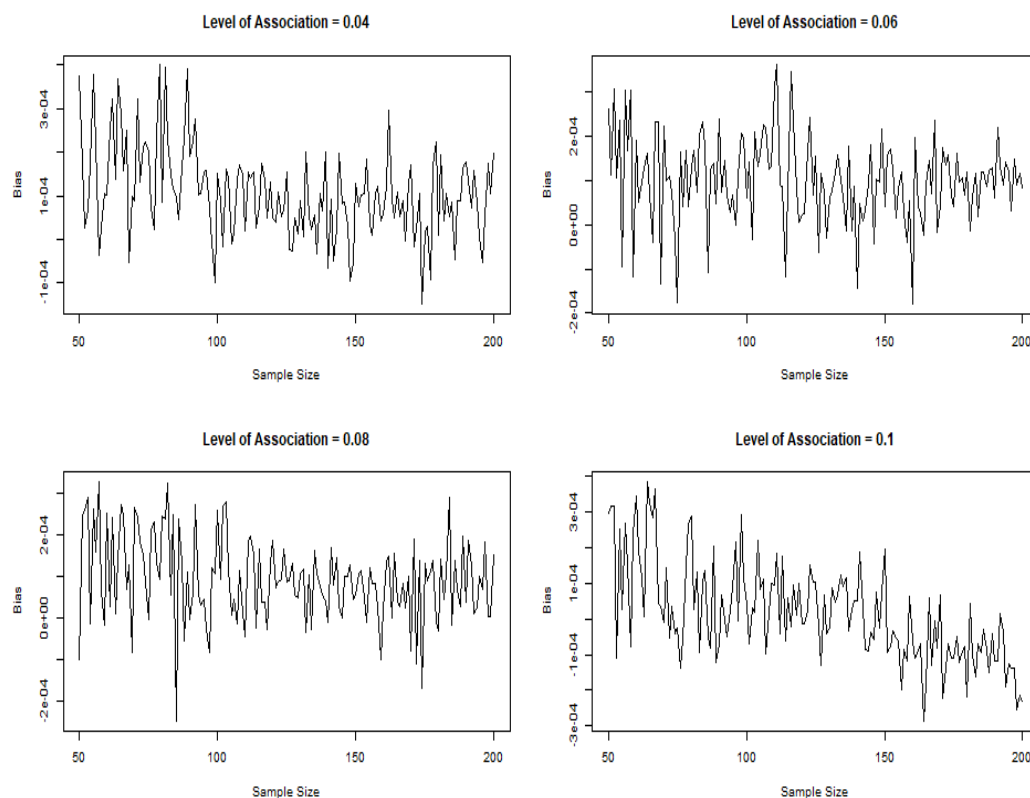 Level of Association = 0.04
Bias
3e-04
1e-04
-1e-04
50
100
150
200
Sample Size
Level of Association = 0.06
Bias
2e-04
0e+00
-2e-04
50
100
150
200
Sample Size
Level of Association = 0.08
Bias
2e-04
0e+00
-2e-04
50
100
150
200
Sample Size
Level of Association = 0.1
Bias
3e-04
1e-04
-1e-04
-3e-04
50
100
150
200
Sample Size